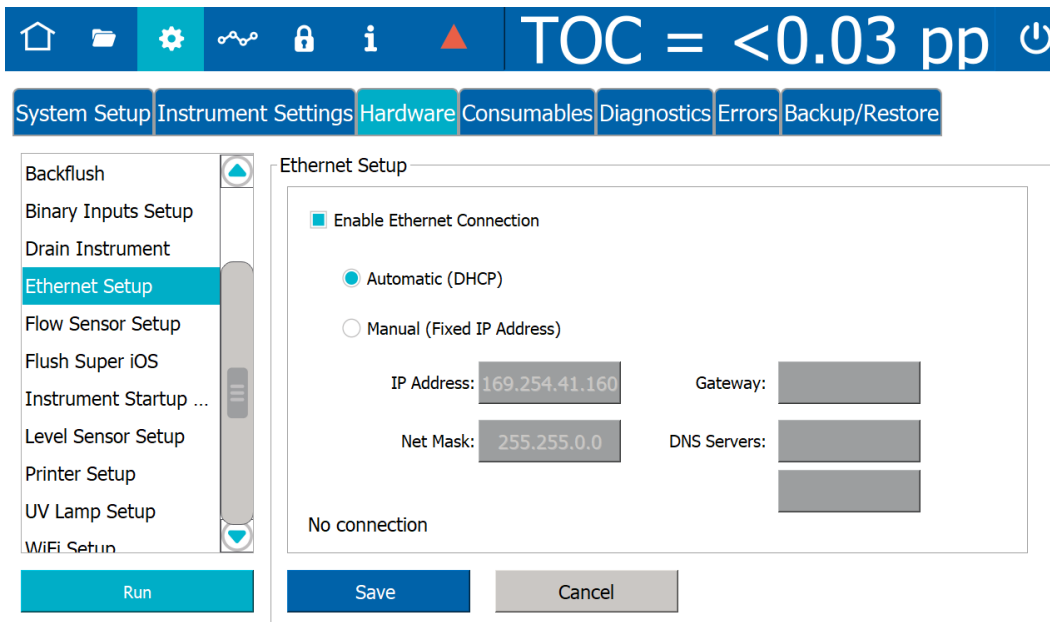 TOC = <0.03 pp
System Setup Instrument Settings Hardware Consumables Diagnostics Errors Backup/Restore
Backflush
Binary Inputs Setup
Drain Instrument
Ethernet Setup
Flow Sensor Setup
Flush Super iOS
Instrument Startup ...
Level Sensor Setup
Printer Setup
UV Lamp Setup
WiFi Setup
Run
Ethernet Setup
Enable Ethernet Connection
Automatic (DHCP)
Manual (Fixed IP Address)
IP Address: 169.254.41.160 Gateway:
Net Mask: 255.255.0.0 DNS Servers:
No connection
Save Cancel